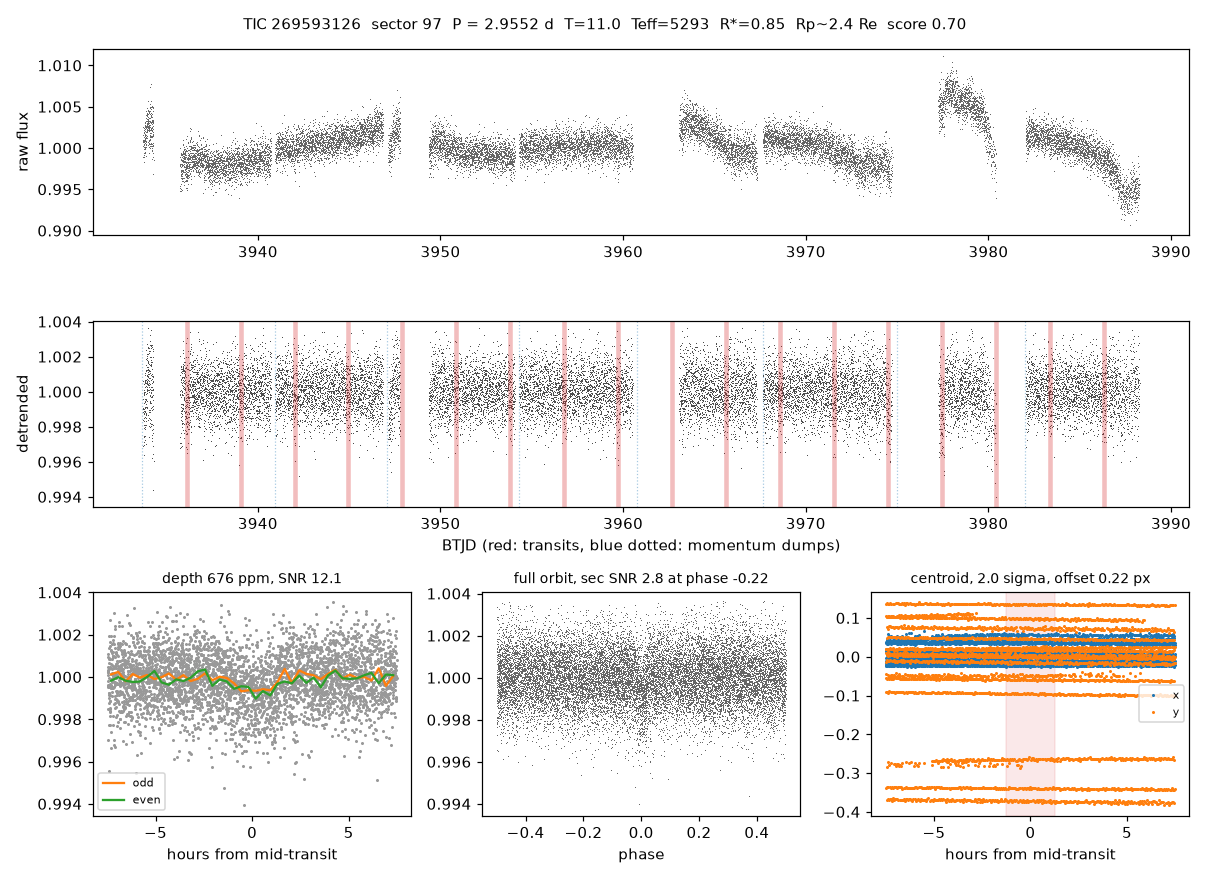 TIC 269593126  sector 97  P = 2.9552 d  T=11.0  Teff=5293  R*=0.85  Rp~2.4 Re  score 0.70
raw flux
1.010
1.005
1.000
0.995
0.990
3940 3950 3960 3970 3980 3990
detrended
1.004
1.002
1.000
0.998
0.996
0.994
3940 3950 3960 3970 3980 3990
BTJD (red: transits, blue dotted: momentum dumps)
depth 676 ppm, SNR 12.1
1.004
1.002
1.000
0.998
0.996
0.994
odd
even
−5 0 5
hours from mid-transit
full orbit, sec SNR 2.8 at phase -0.22
1.004
1.002
1.000
0.998
0.996
0.994
−0.4 −0.2 0.0 0.2 0.4
phase
centroid, 2.0 sigma, offset 0.22 px
0.1
0.0
−0.1
−0.2
−0.3
−0.4
x
y
−5 0 5
hours from mid-transit